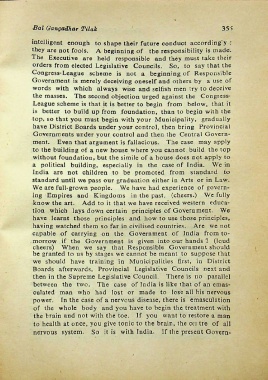 Bal Gangadhar Tilak 355
intelligent enough to shape their future conduct accordingly :
they are not fools. A beginning of the responsibility is made.
The Executive are held responsible and they must take their
orders from elected Legislative Councils. So, to say that the
Congress-League scheme is not a beginning of Responsible
Government is merely deceiving oneself and others by a use of
words with which always wise and selfish men try to deceive
the masses. The second objection urged against the Congress-
League scheme is that it is better to begin from below, that it
is better to build up from foundation, than to begin with the
top, so that you must begin with your Municipality, gradually
have District Boards under your control, then bring Provincial
Governments under your control and then the Central Govern-
ment. Even that argument is fallacious. The case may apply
to the building of a new house where you cannot build the top
without foundation, but the simile of a house does not apply to
a political building, especially in the case of India. We in
India are not children to be promoted from standard to
standard until we pass our graduation either in Arts or in Law.
We are full-grown people. We have had experience of govern-
ing Empires and Kingdoms in the past. (cheers.) We fully
know the art. Add to it that we have received western educa-
tion which lays down certain principles of Government. We
have learnt those principles and how to use those principles,
having watched them so far in civilised countries. Are we not
capable of carrying on the Government of India from to-
morrow if the Government is given into our hands ? (loud
cheers) When we say that Responsible Government should
be granted to us by stages we cannot be meant to suppose that
we should have training in Municipalities first, in District
Boards afterwards, Provincial Legislative Councils next and
then in the Supreme Legislative Council. There is no parallel
between the two. The case of India is like that of an emas-
culated man who had lost or made to lose all his nervous
power. In the case of a nervous disease, there is emasculation
of the whole body and you have to begin the treatment with
the brain and not with the toe. If you want to restore a man
to health at once, you give tonic to the brain, the centre of all
nervous system. So it is with India. If the present Govern-